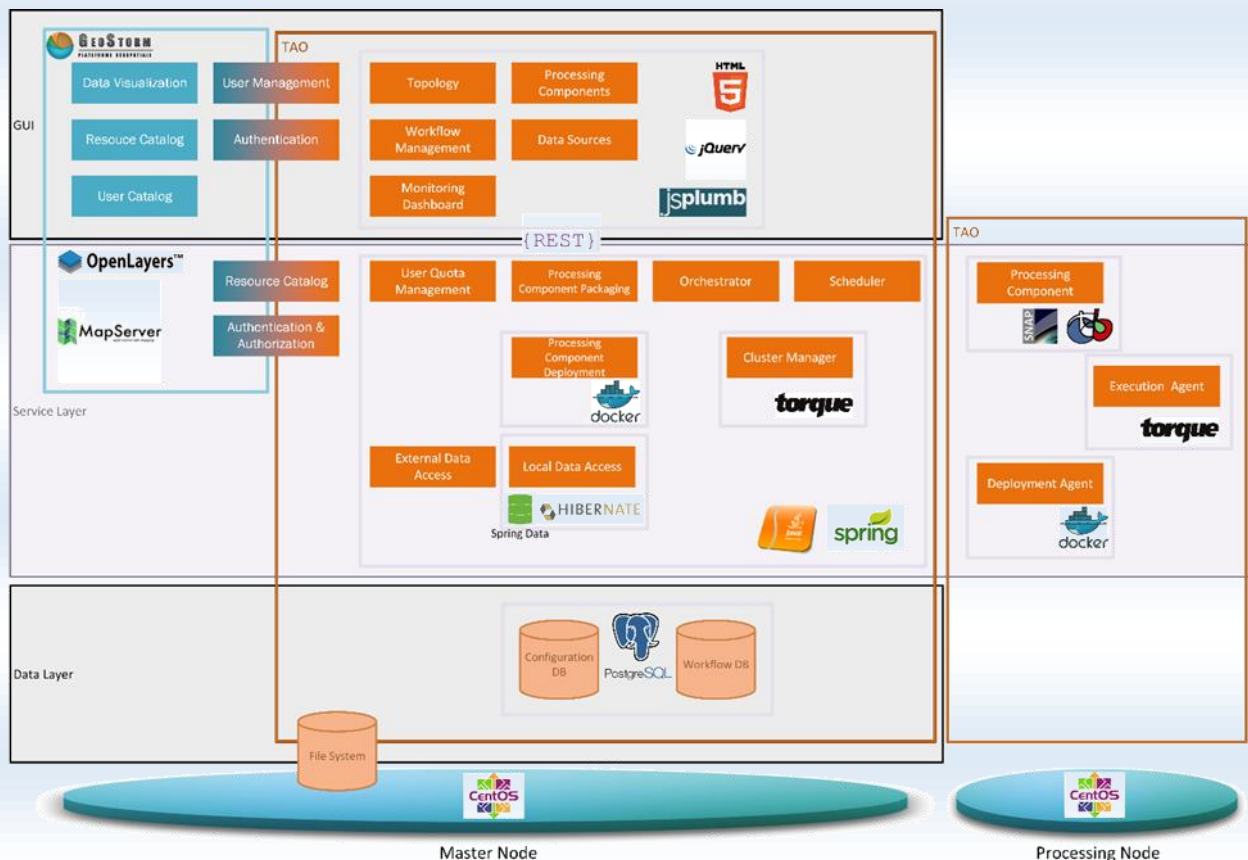 GEOSTORM
PLATEFORME GEOSPATIALE
TAO
Data Visualization
User Management
Topology
Processing
Components
HTML
5
GUI
Resouce Catalog
Authentication
Workflow
Management
Data Sources
jQuery
User Catalog
Monitoring
Dashboard
jsplumb
{REST}
TAO
OpenLayers™
Resource Catalog
User Quota
Management
Processing
Component Packaging
Orchestrator
Scheduler
Processing
Component
SNAP
MapServer
Authentication &
Authorization
Processing
Component
Deployment
docker
Cluster Manager
torque
Execution Agent
torque
Service Layer
External Data
Access
Local Data Access
HIBERNATE
Spring Data
Java
spring
Deployment Agent
docker
Data Layer
Configuration
DB
PostgreSQL
Workflow DB
File System
CentOS
CentOS
Master Node
Processing Node